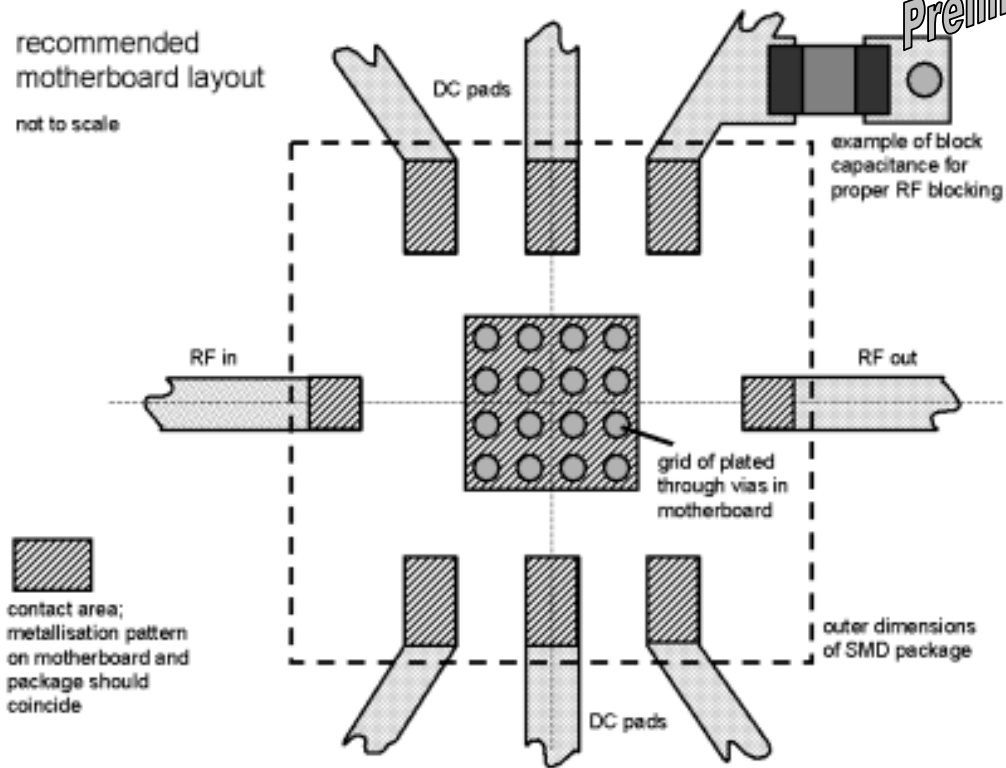 recommended
motherboard layout
not to scale
DC pads
example of block
capacitance for
proper RF blocking
RF in
RF out
grid of plated
through vias in
motherboard
contact area;
metallisation pattern
on motherboard and
package should
coincide
outer dimensions
of SMD package
DC pads